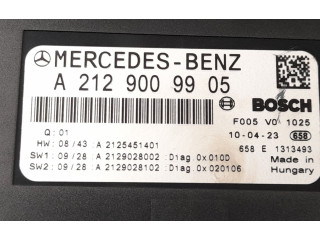 MERCEDES-BENZ
A 212 900 99 05
BOSCH
F005 V0 1025
Q: 01
10-04-23 658
HW: 08/43 A 2125451401
658 E 1313493
SW1: 09/28 A 2129028002 :Diag.0x010D
Made in
SW2: 09/28 A 2129028102 :Diag.0x020106
Hungary